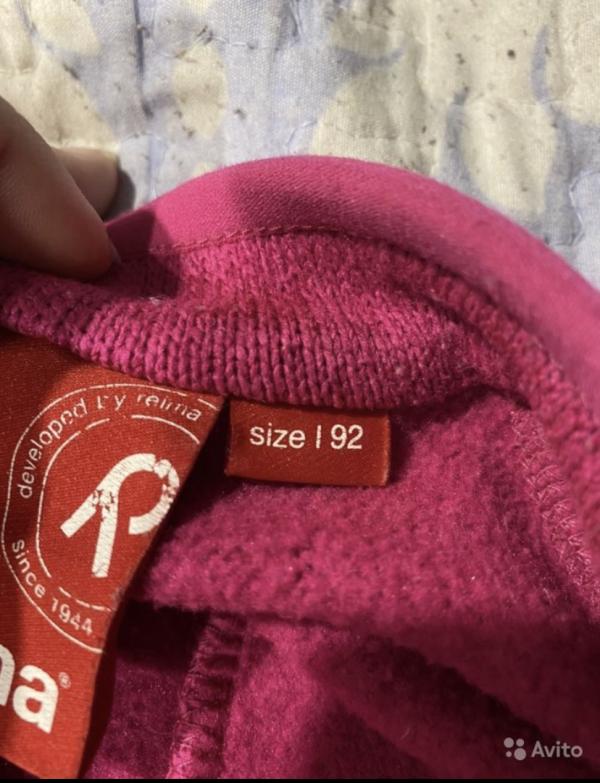 developed by reima
since 1944
ma®
size | 92
Avito